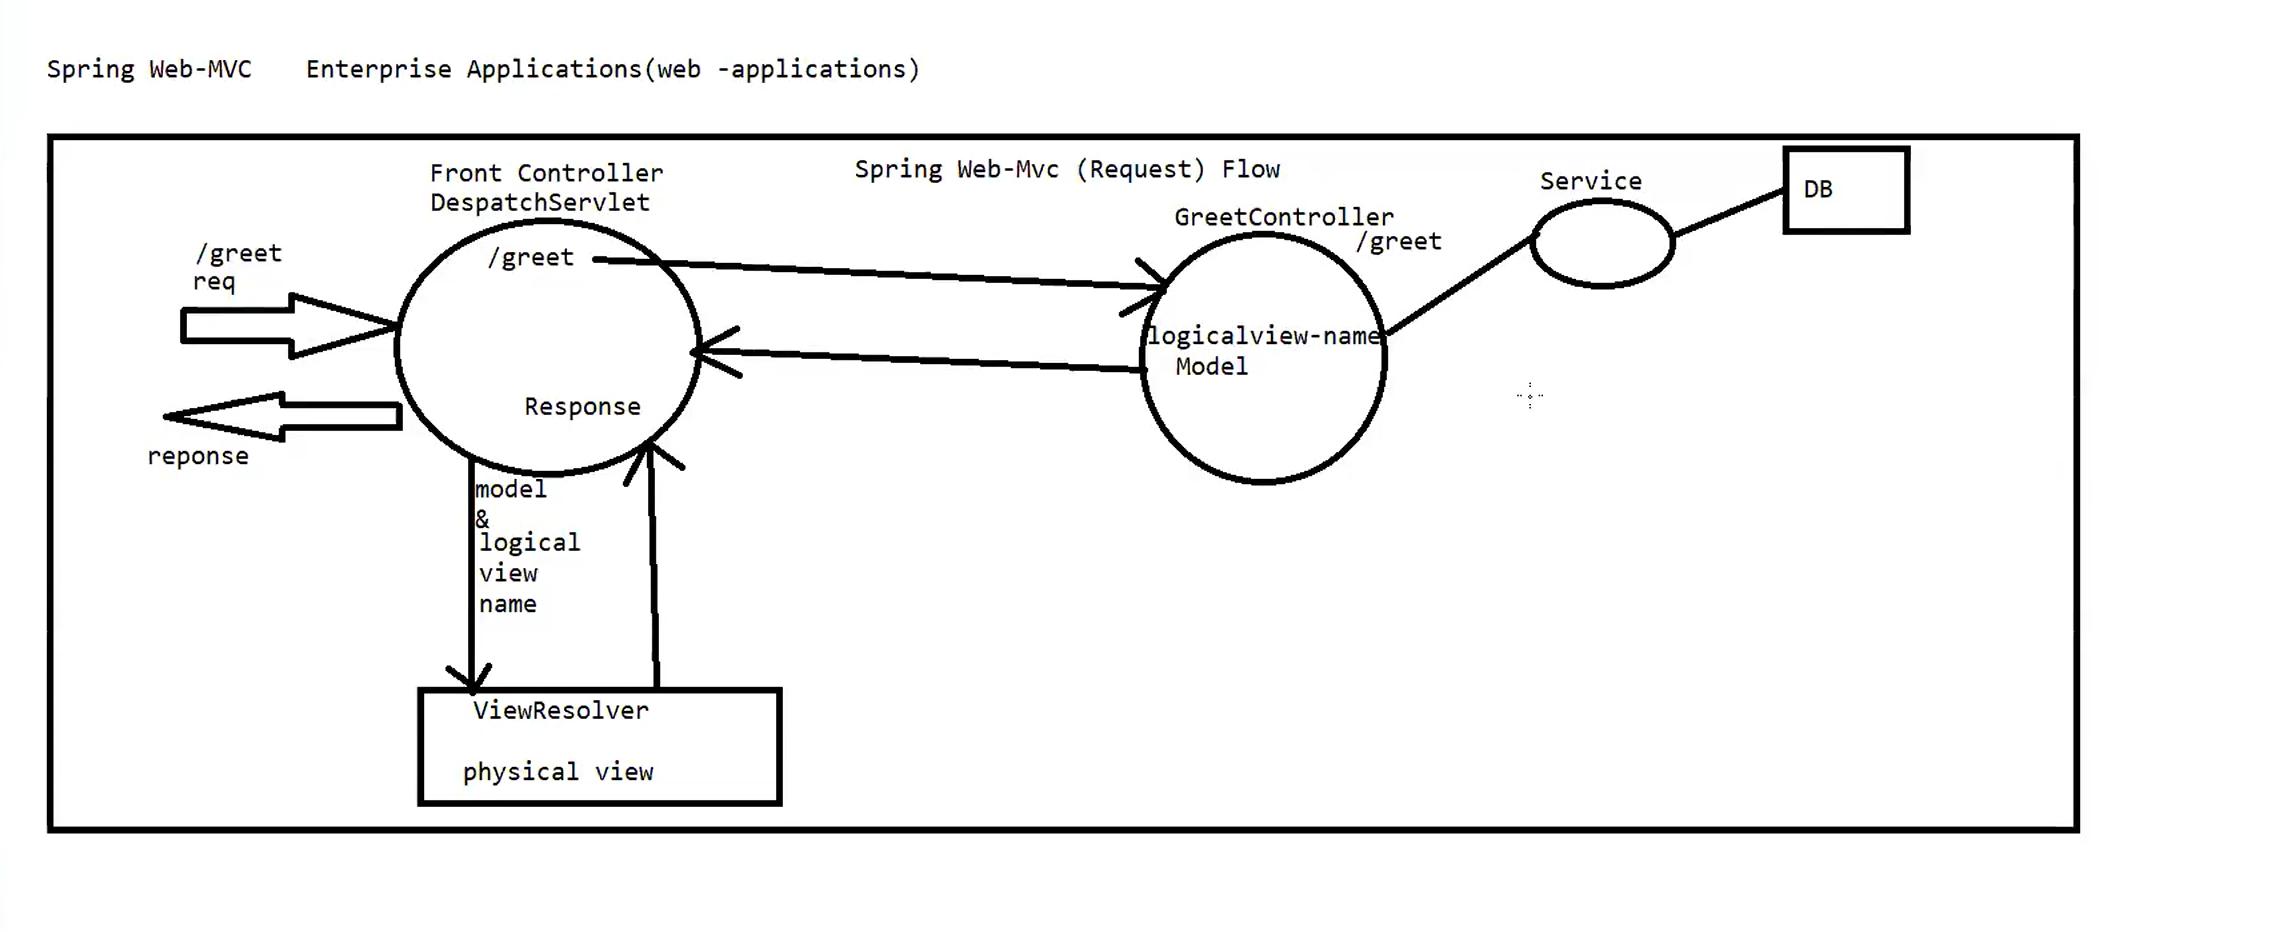 Spring Web-MVC Enterprise Applications(web -applications)
Spring Web-Mvc (Request) Flow
Front Controller
DespatchServlet
/greet
req
/greet
reponse
Response
GreetController
/greet
logicalview-name
Model
Service
DB
model
&
logical
view
name
ViewResolver
physical view